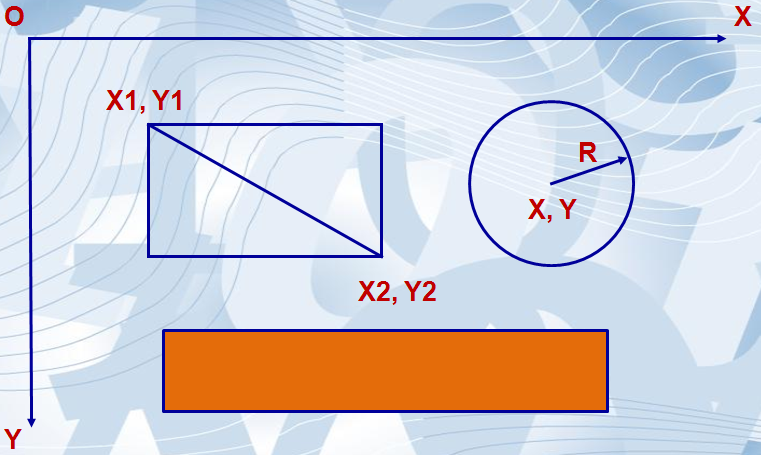 O
X
X1, Y1
R
X, Y
X2, Y2
Y